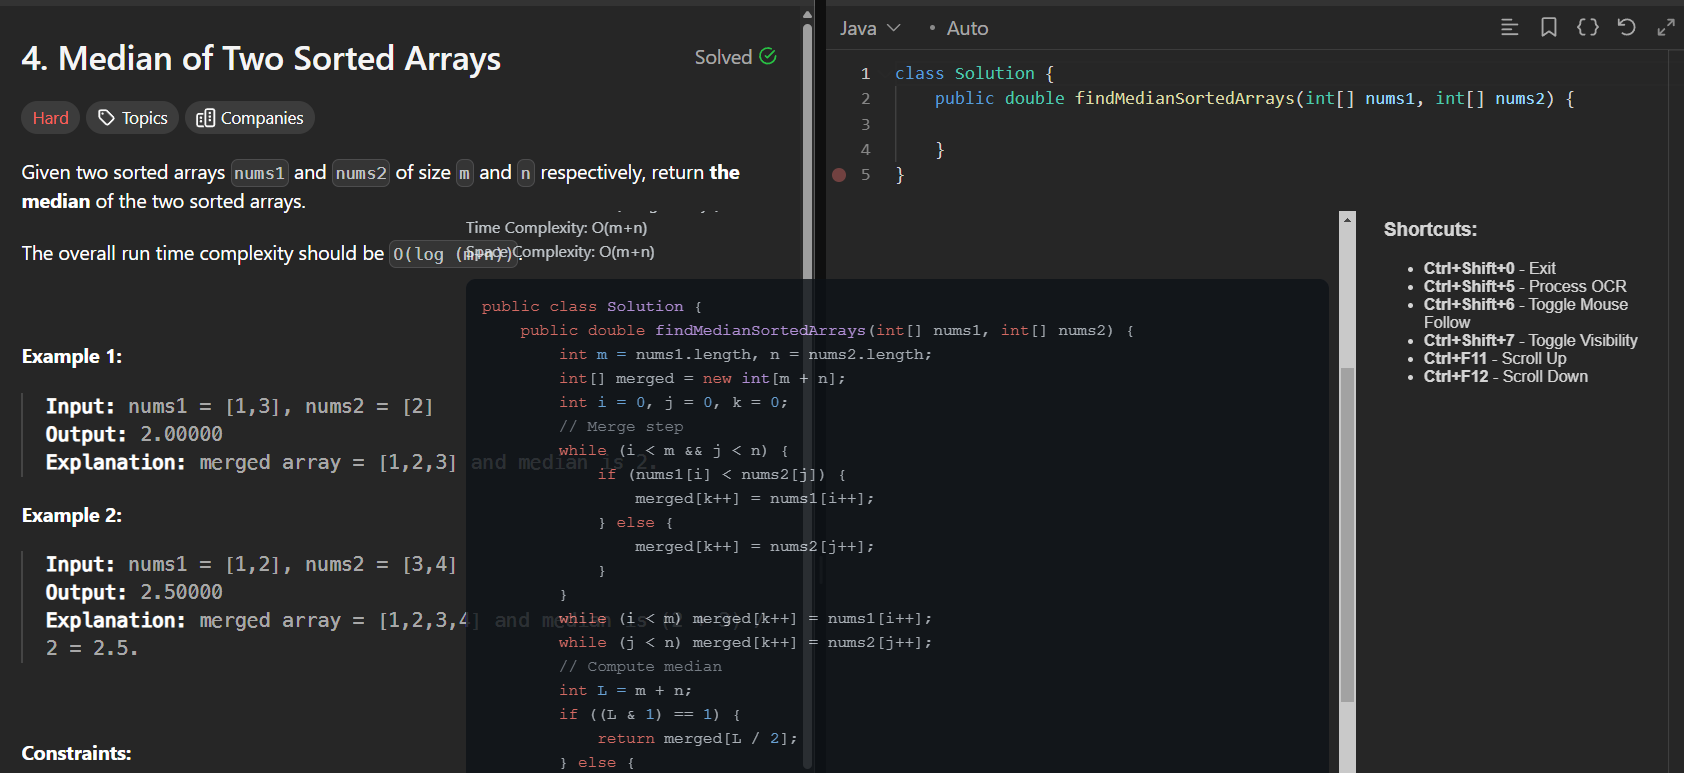 4. Median of Two Sorted Arrays
Solved
Hard
Topics
Companies
Given two sorted arrays nums1 and nums2 of size m and n respectively, return the
median of the two sorted arrays.
The overall run time complexity should be O(log (m+n)).
Example 1:
Input: nums1 = [1,3], nums2 = [2]
Output: 2.00000
Explanation: merged array = [1,2,3] and median is 2.
Example 2:
Input: nums1 = [1,2], nums2 = [3,4]
Output: 2.50000
Explanation: merged array = [1,2,3,4] and median is (2 + 3) /
2 = 2.5.
Constraints:
Java
• Auto
1 class Solution {
2 public double findMedianSortedArrays(int[] nums1, int[] nums2) {
3
4 }
5 }
Time Complexity: O(m+n)
Space Complexity: O(m+n)
public class Solution {
public double findMedianSortedArrays(int[] nums1, int[] nums2) {
int m = nums1.length, n = nums2.length;
int[] merged = new int[m + n];
int i = 0, j = 0, k = 0;
// Merge step
while (i < m && j < n) {
if (nums1[i] < nums2[j]) {
merged[k++] = nums1[i++];
} else {
merged[k++] = nums2[j++];
}
}
while (i < m) merged[k++] = nums1[i++];
while (j < n) merged[k++] = nums2[j++];
// Compute median
int L = m + n;
if ((L & 1) == 1) {
return merged[L / 2];
} else {
Shortcuts:
• Ctrl+Shift+0 - Exit
• Ctrl+Shift+5 - Process OCR
• Ctrl+Shift+6 - Toggle Mouse
Follow
• Ctrl+Shift+7 - Toggle Visibility
• Ctrl+F11 - Scroll Up
• Ctrl+F12 - Scroll Down